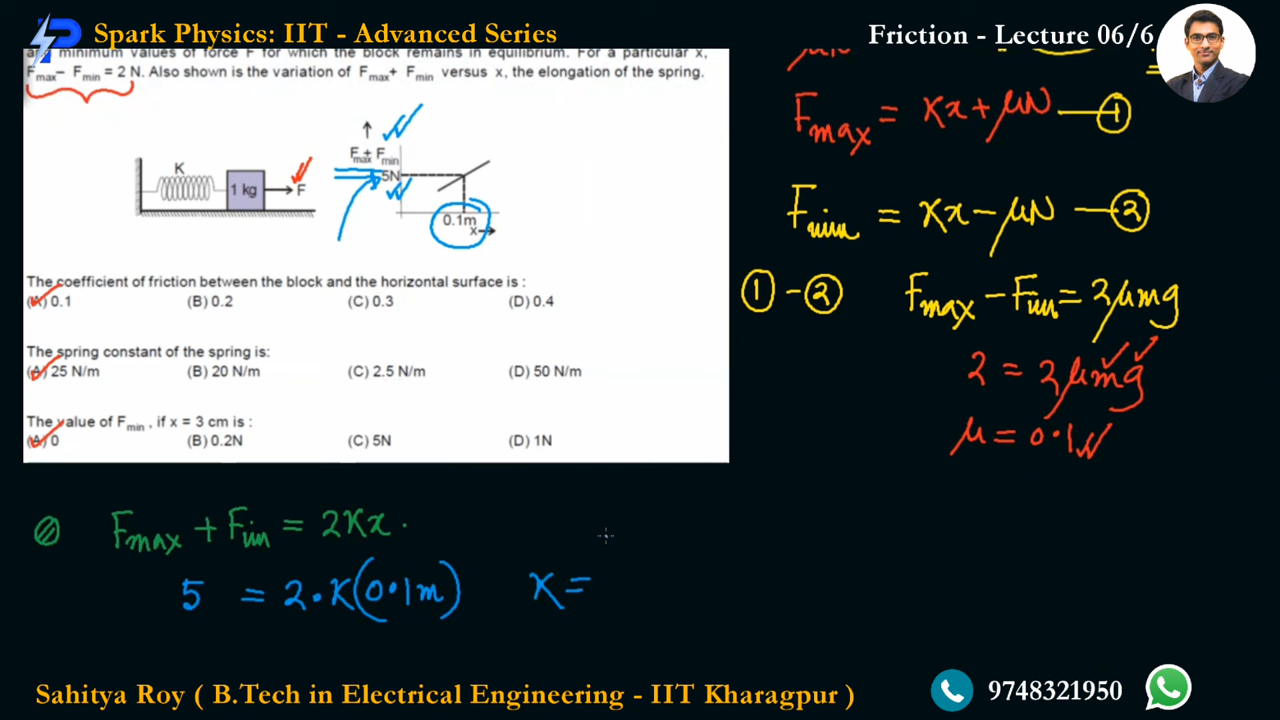 Spark Physics: IIT - Advanced Series
Friction - Lecture 06/6
and minimum values of force F for which the block remains in equilibrium. For a particular x,
Fmax– Fmin = 2 N. Also shown is the variation of Fmax+ Fmin versus x, the elongation of the spring.
K
1 kg
F
Fmax+ Fmin
5N
0.1m
x
The coefficient of friction between the block and the horizontal surface is :
(A) 0.1 (B) 0.2 (C) 0.3 (D) 0.4
The spring constant of the spring is:
(A) 25 N/m (B) 20 N/m (C) 2.5 N/m (D) 50 N/m
The value of Fmin , if x = 3 cm is :
(A) 0 (B) 0.2N (C) 5N (D) 1N
Fmax = Kx + μN — ①
Fmin = Kx – μN — ②
① – ② Fmax – Fmin = 2μmg
2 = 2μmg
μ = 0.1
Fmax + Fmin = 2Kx .
5 = 2.K(0.1m) K =
Sahitya Roy ( B.Tech in Electrical Engineering - IIT Kharagpur )
9748321950